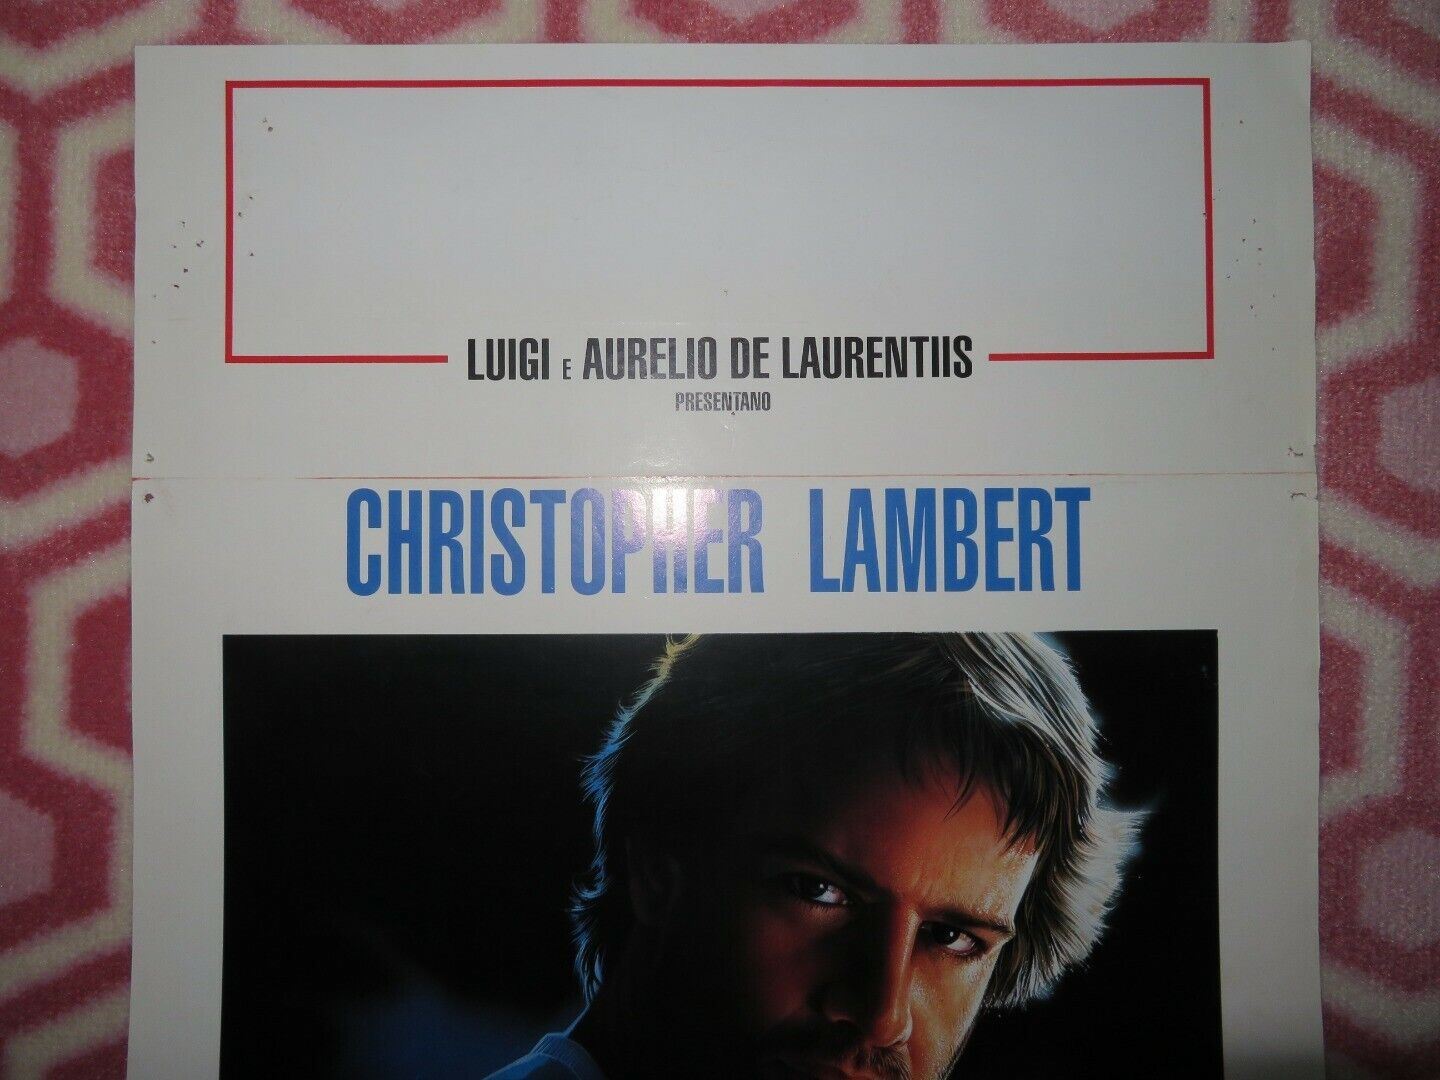 LUIGI E AURELIO DE LAURENTIIS
PRESENTANO
CHRISTOPHER LAMBERT